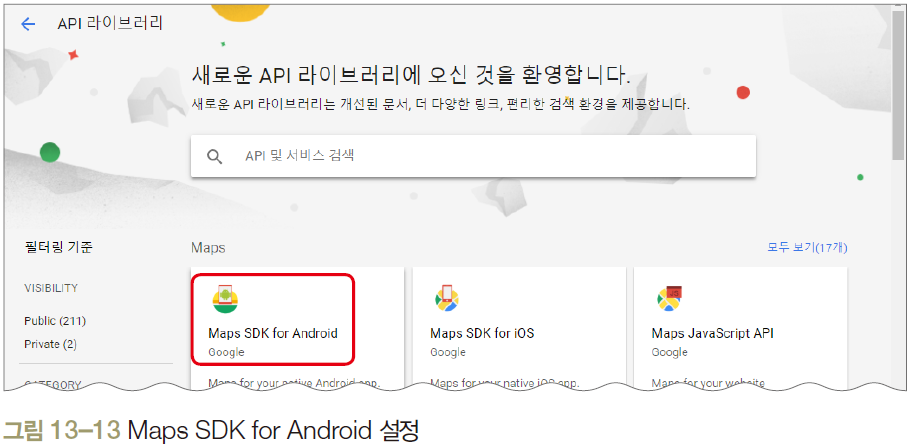 API 라이브러리
새로운 API 라이브러리에 오신 것을 환영합니다.
새로운 API 라이브러리는 개선된 문서, 더 다양한 링크, 편리한 검색 환경을 제공합니다.
API 및 서비스 검색
필터링 기준
Maps
모두 보기(17개)
VISIBILITY
Public (211)
Private (2)
CATEGORY
Maps SDK for Android
Google
Maps for your native Android app.
Maps SDK for iOS
Google
Maps for your native iOS app.
Maps JavaScript API
Google
Maps for your website
그림 13-13 Maps SDK for Android 설정